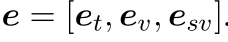 e = [e_t, e_v, e_sv].